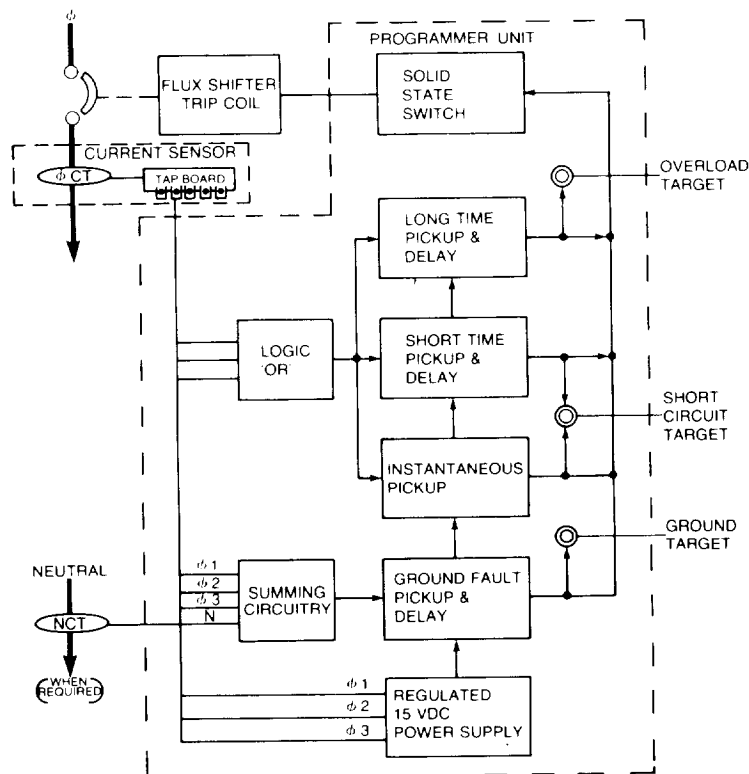 φ
PROGRAMMER UNIT
FLUX SHIFTER
TRIP COIL
SOLID
STATE
SWITCH
CURRENT SENSOR
φ CT
TAP BOARD
OVERLOAD
TARGET
LONG TIME
PICKUP &
DELAY
LOGIC
'OR'
SHORT TIME
PICKUP &
DELAY
SHORT
CIRCUIT
TARGET
INSTANTANEOUS
PICKUP
GROUND
TARGET
NEUTRAL
NCT
(WHEN
REQUIRED)
φ 1
φ 2
φ 3
N
SUMMING
CIRCUITRY
GROUND FAULT
PICKUP &
DELAY
φ 1
φ 2
φ 3
REGULATED
15 VDC
POWER SUPPLY